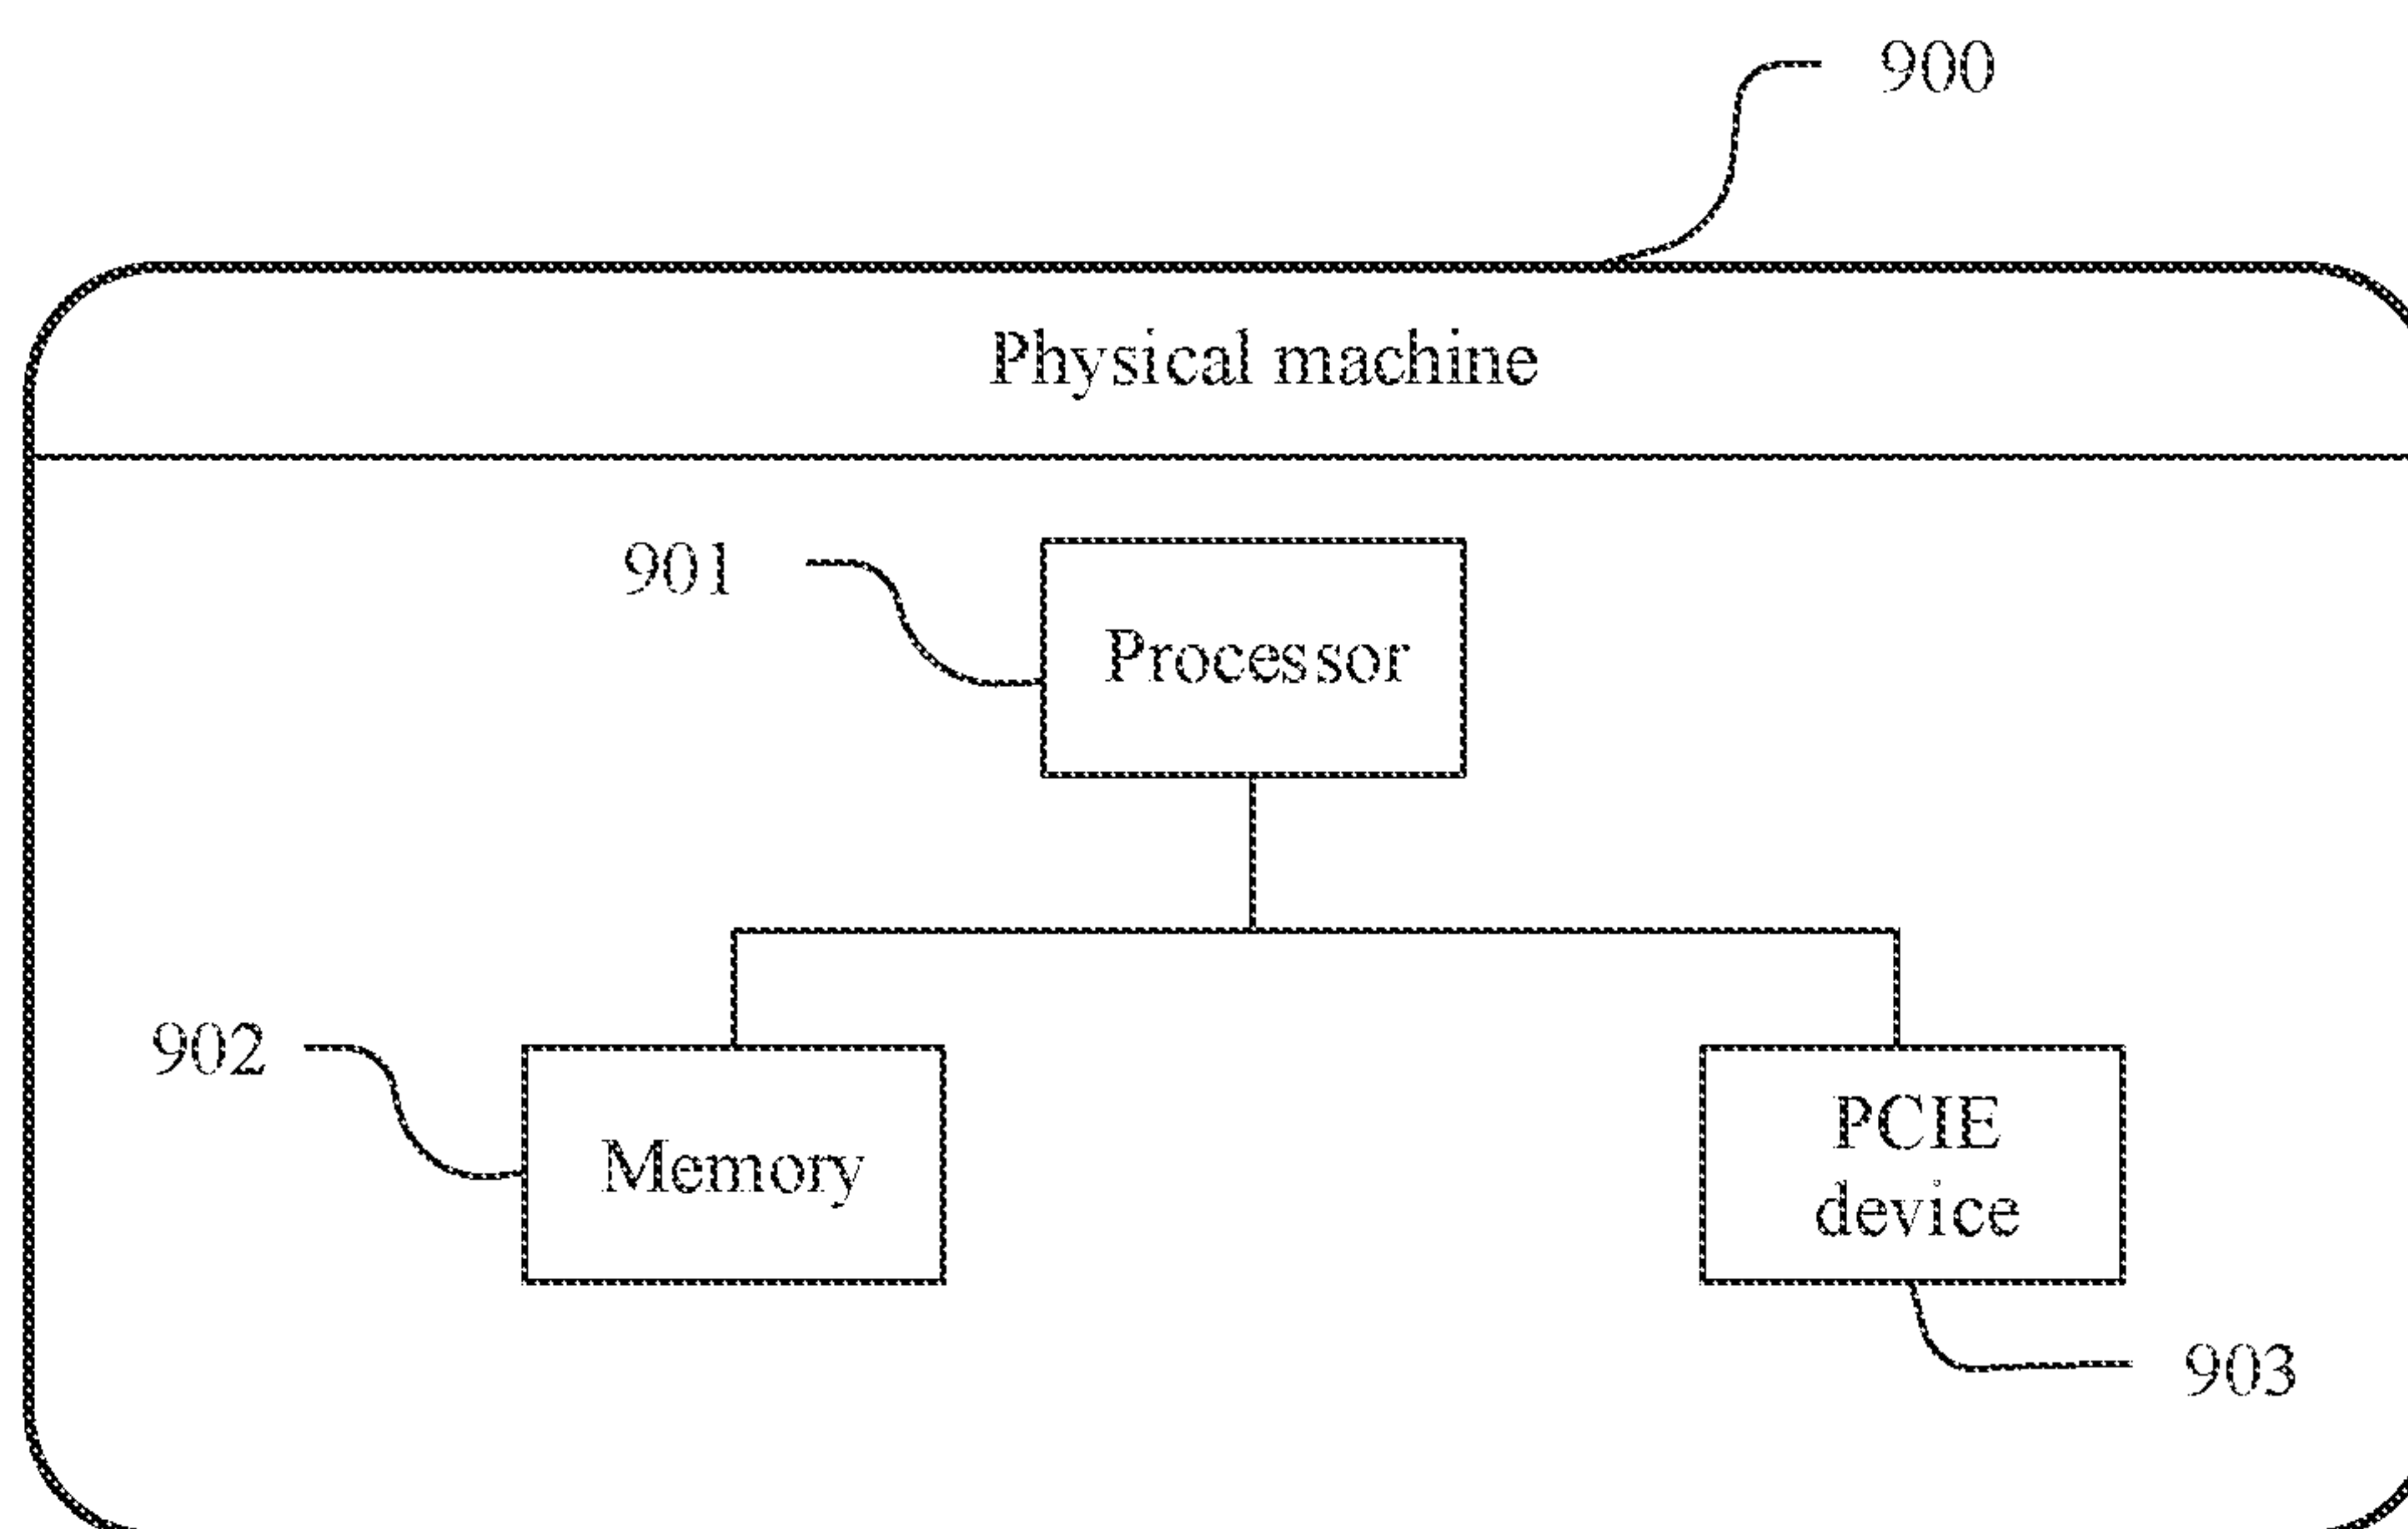 900
Physical machine
901
Processor
902
Memory
PCIE
device
903